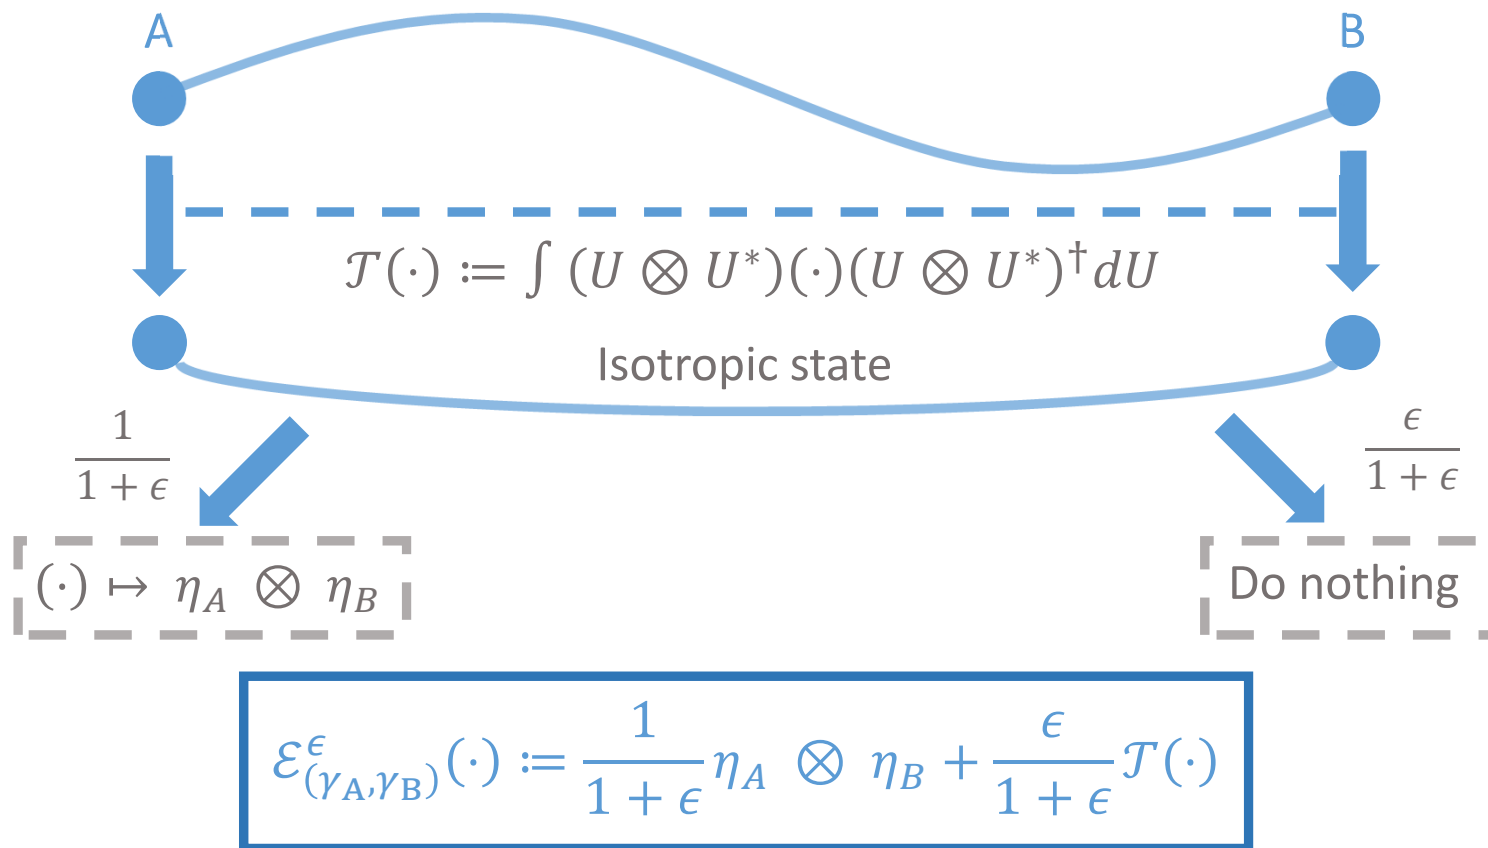 A B
𝒯(·) ≔ ∫ (U ⊗ U*)(·)(U ⊗ U*)†dU
Isotropic state
1/(1 + ϵ) ϵ/(1 + ϵ)
(·) ↦ η_A ⊗ η_B Do nothing
ℰ^ϵ_(γ_A,γ_B)(·) ≔ 1/(1 + ϵ) η_A ⊗ η_B + ϵ/(1 + ϵ) 𝒯(·)